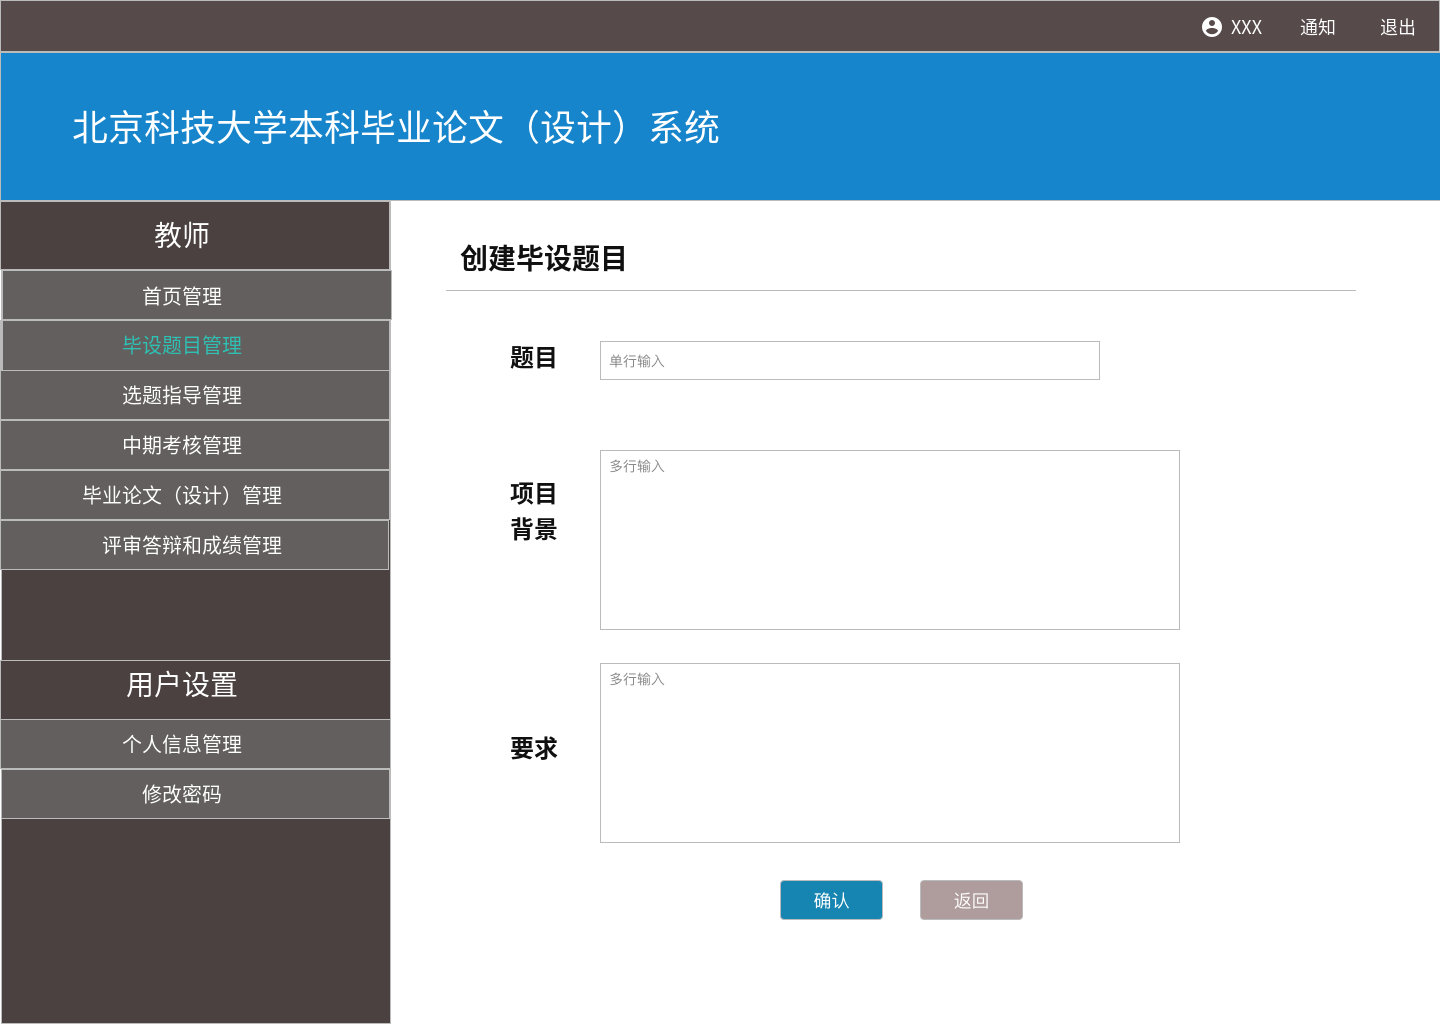 XXX 通知 退出
北京科技大学本科毕业论文（设计）系统
教师
首页管理
毕设题目管理
选题指导管理
中期考核管理
毕业论文（设计）管理
评审答辩和成绩管理
用户设置
个人信息管理
修改密码
创建毕设题目
题目
单行输入
项目
背景
多行输入
要求
多行输入
确认 返回